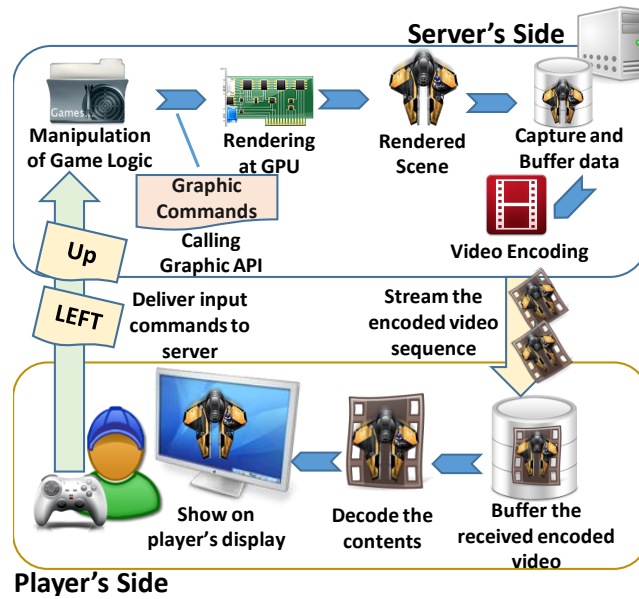 Server's Side
Games...
Manipulation
of Game Logic
Rendering
at GPU
Rendered
Scene
Capture and
Buffer data
Graphic
Commands
Calling
Graphic API
Video Encoding
Up
LEFT
Deliver input
commands to
server
Stream the
encoded video
sequence
Show on
player's display
Decode the
contents
Buffer the
received encoded
video
Player's Side